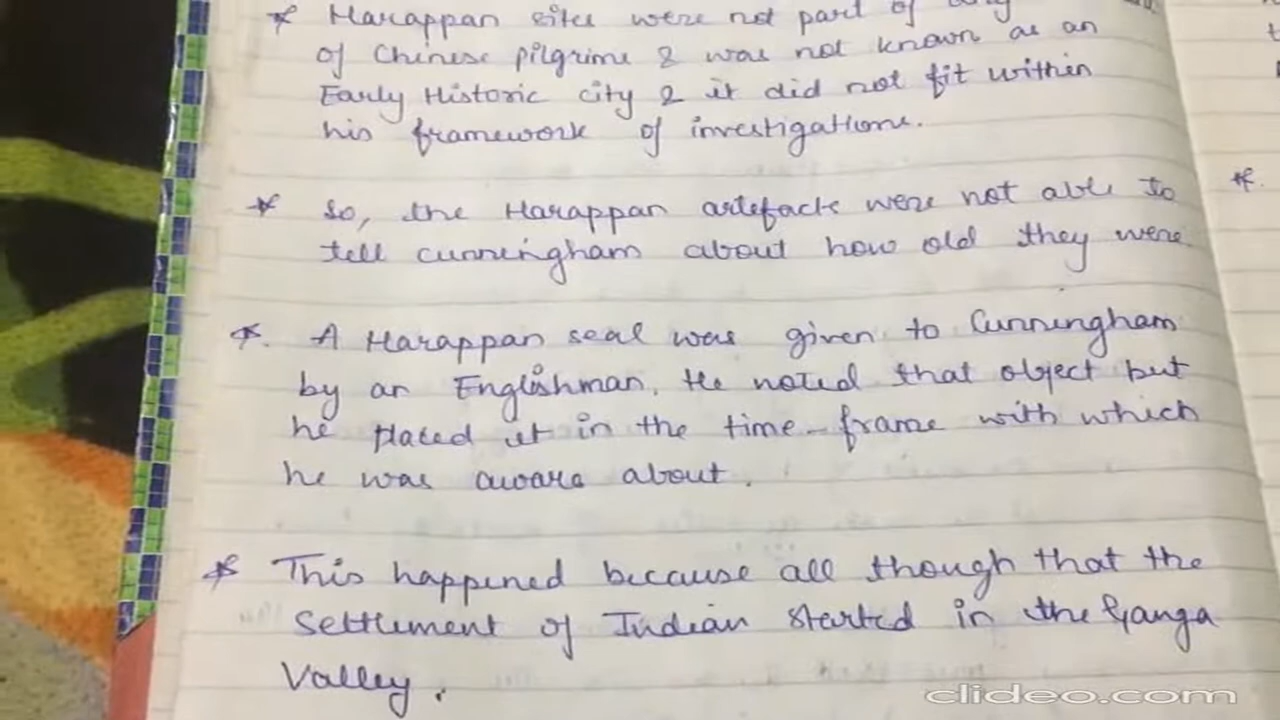 * Harappan sites were not part of
of Chinese pilgrims & was not known as an
Early Historic city & it did not fit within
his framework of investigations.
* So, the Harappan artefacts were not able to
tell Cunningham about how old they were
*. A Harappan seal was given to Cunningham
by an Englishman. He noted that object but
he placed it in the time-frame with which
he was aware about.
* This happened because all though that the
settlement of Indian started in the Ganga
Valley.
*.
clideo.com